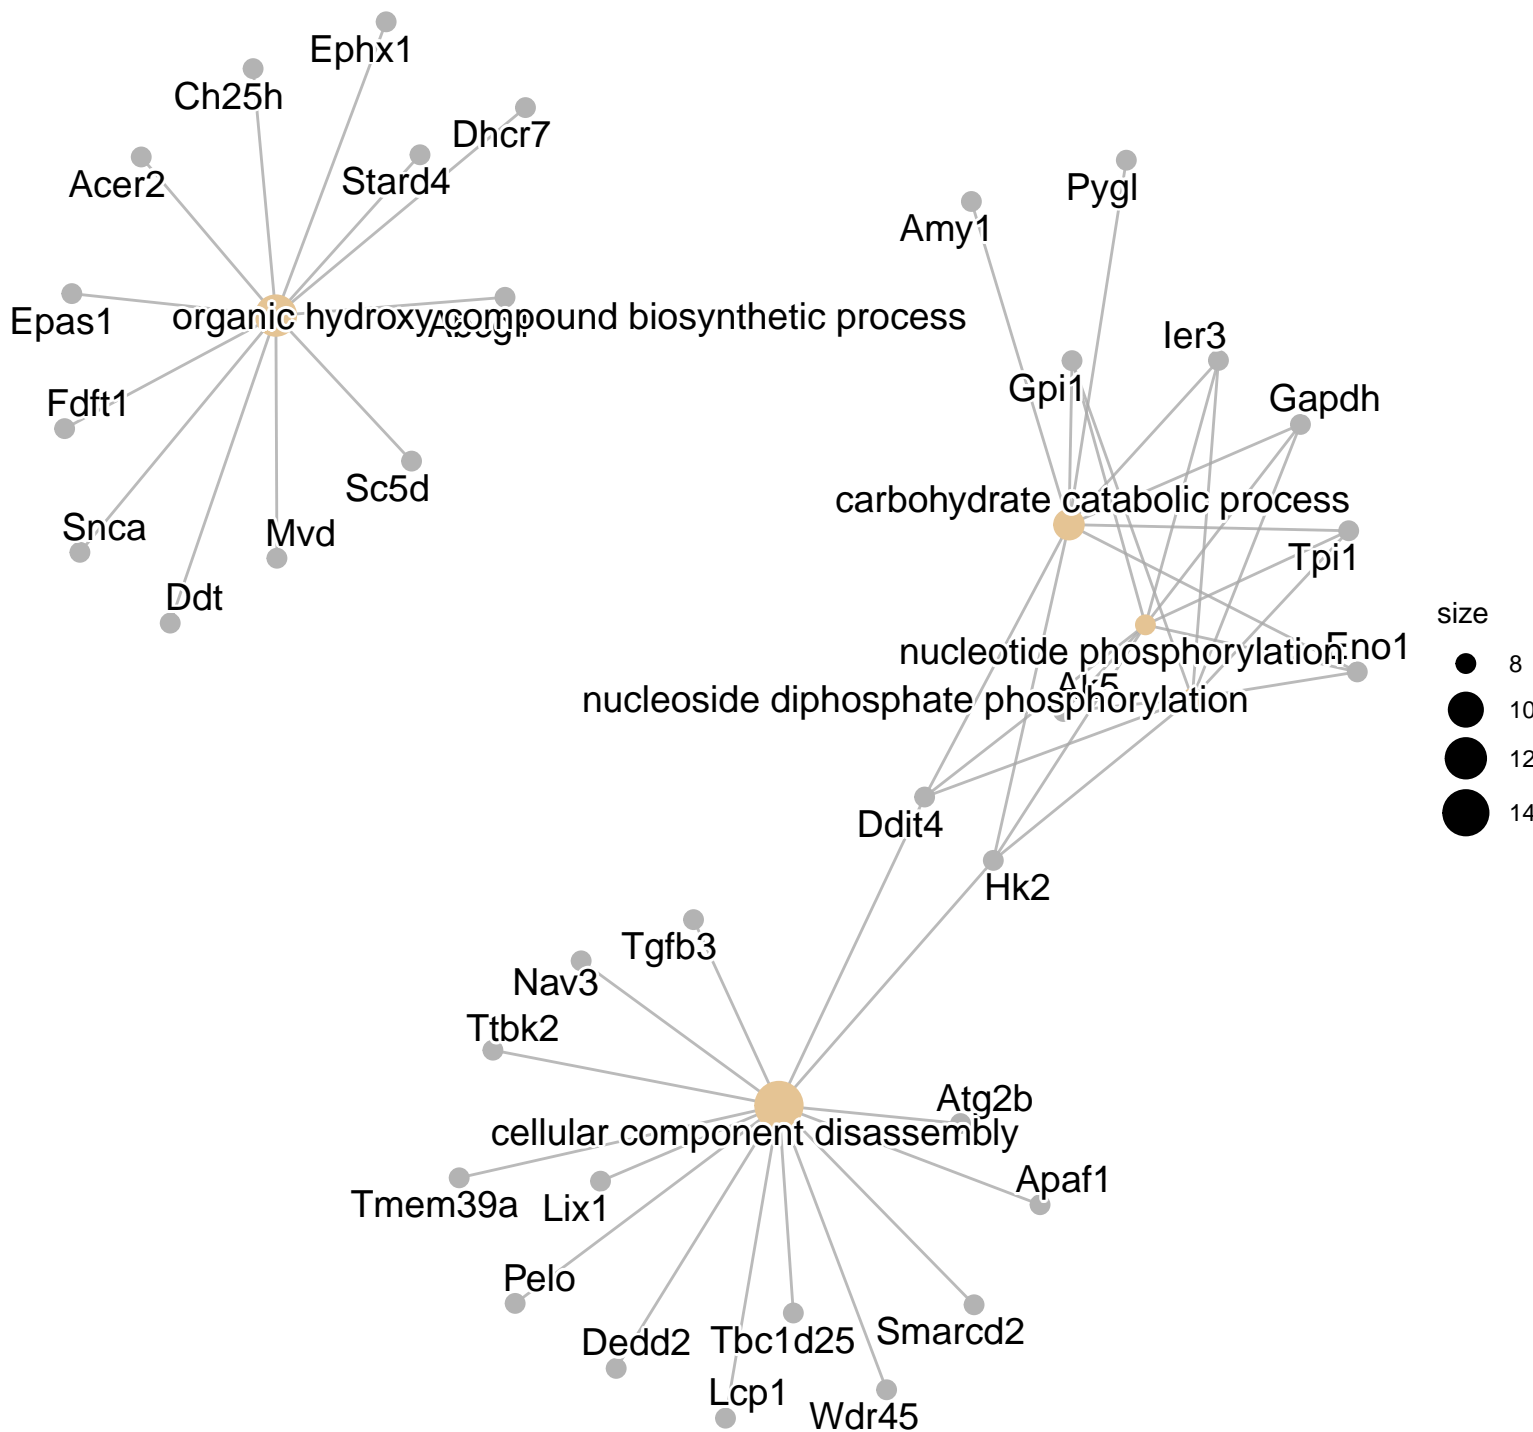 Ephx1
Ch25h
Dhcr7
Stard4
Acer2
Pygl
Amy1
Epas1
organic hydroxycompound biosynthetic process
Ier3
Gpi1
Gapdh
Fdft1
Sc5d
carbohydrate catabolic process
Snca
Mvd
Tpi1
Ddt
size
nucleotide phosphorylation
Eno1
8
Ak5
nucleoside diphosphate phosphorylation
10
12
14
Ddit4
Hk2
Tgfb3
Nav3
Ttbk2
Atg2b
cellular component disassembly
Apaf1
Tmem39a
Lix1
Pelo
Dedd2
Tbc1d25
Smarcd2
Lcp1
Wdr45